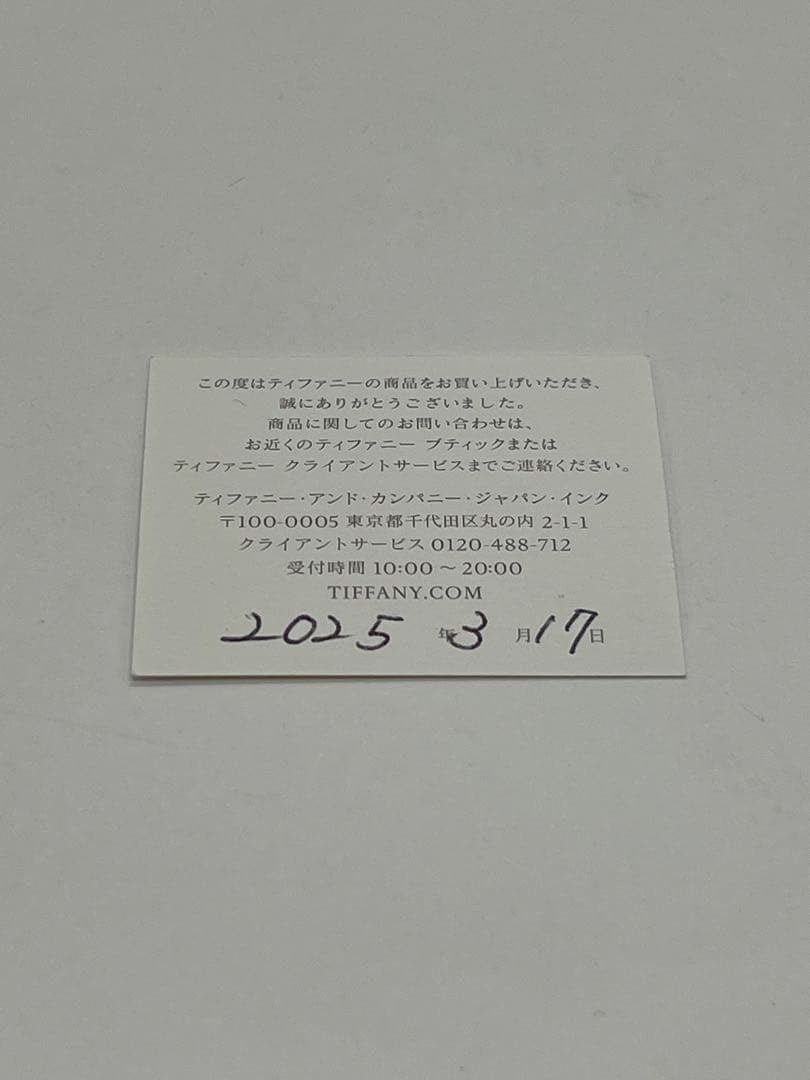 この度はティファニーの商品をお買い上げいただき、
誠にありがとうございました。
商品に関してのお問い合わせは、
お近くのティファニー ブティックまたは
ティファニー クライアントサービスまでご連絡ください。
ティファニー・アンド・カンパニー・ジャパン・インク
〒100-0005 東京都千代田区丸の内 2-1-1
クライアントサービス 0120-488-712
受付時間 10:00 〜 20:00
TIFFANY.COM
2025 年 3 月 17 日